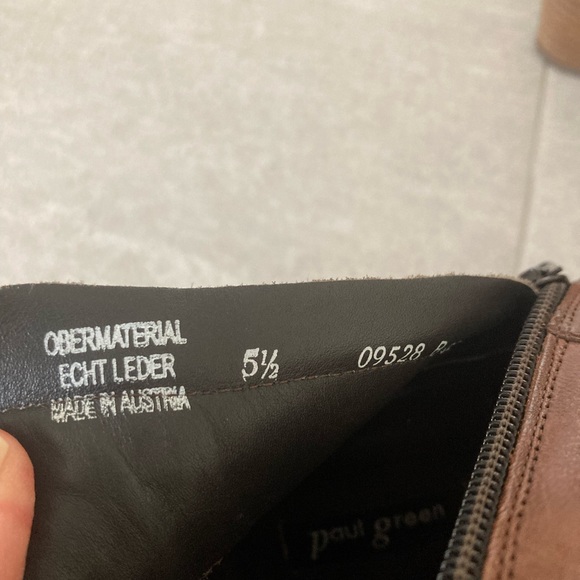 OBERMATERIAL
ECHT LEDER
MADE IN AUSTRIA
5½
09528
paul green